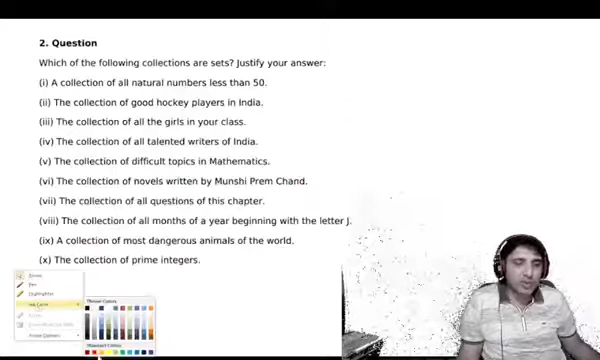 2. Question
Which of the following collections are sets? Justify your answer:
(i) A collection of all natural numbers less than 50.
(ii) The collection of good hockey players in India.
(iii) The collection of all the girls in your class.
(iv) The collection of all talented writers of India.
(v) The collection of difficult topics in Mathematics.
(vi) The collection of novels written by Munshi Prem Chand.
(vii) The collection of all questions of this chapter.
(viii) The collection of all months of a year beginning with the letter J.
(ix) A collection of most dangerous animals of the world.
(x) The collection of prime integers.
Pen
Highlighter
Ink Color
Theme Colors
Standard Colors